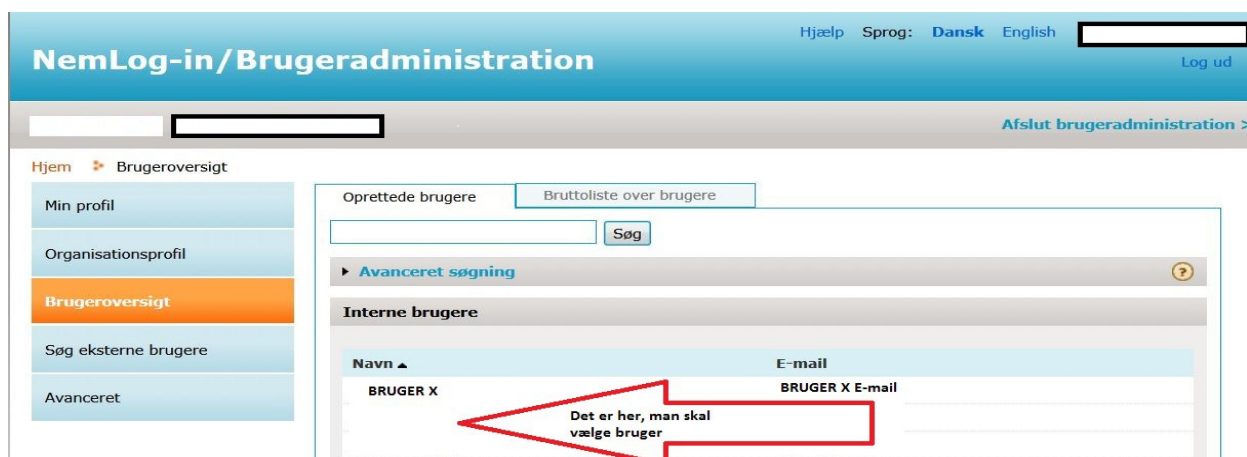 Hjælp Sprog: Dansk English
NemLog-in/Brugeradministration
Log ud
Afslut brugeradministration >
Hjem Brugeroversigt
Min profil
Organisationsprofil
Brugeroversigt
Søg eksterne brugere
Avanceret
Oprettede brugere Bruttoliste over brugere
Søg
Avanceret søgning ?
Interne brugere
Navn E-mail
BRUGER X BRUGER X E-mail
Det er her, man skal
vælge bruger